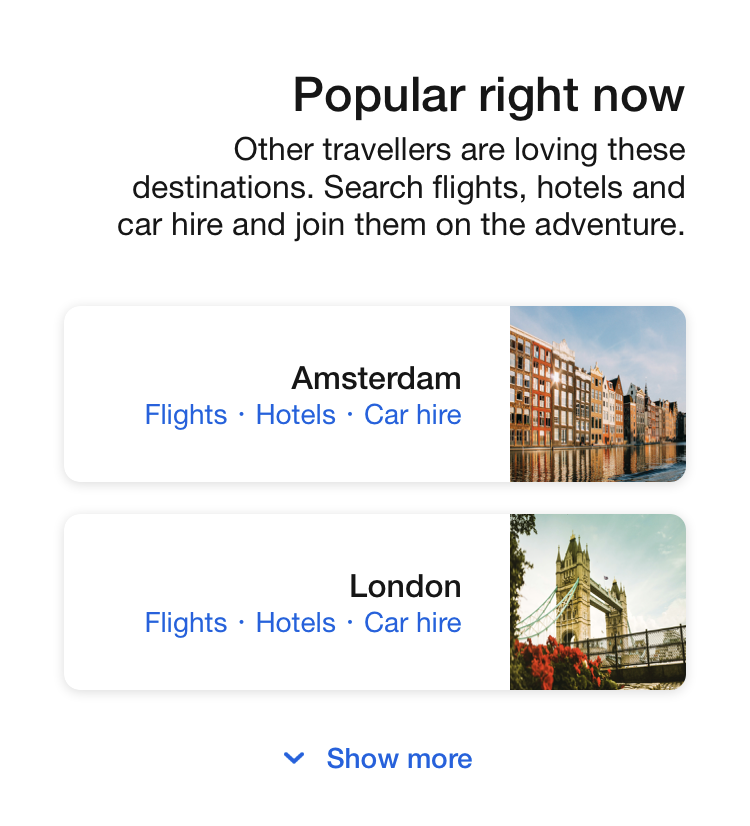 Popular right now
Other travellers are loving these
destinations. Search flights, hotels and
car hire and join them on the adventure.
Amsterdam
Flights · Hotels · Car hire
London
Flights · Hotels · Car hire
Show more